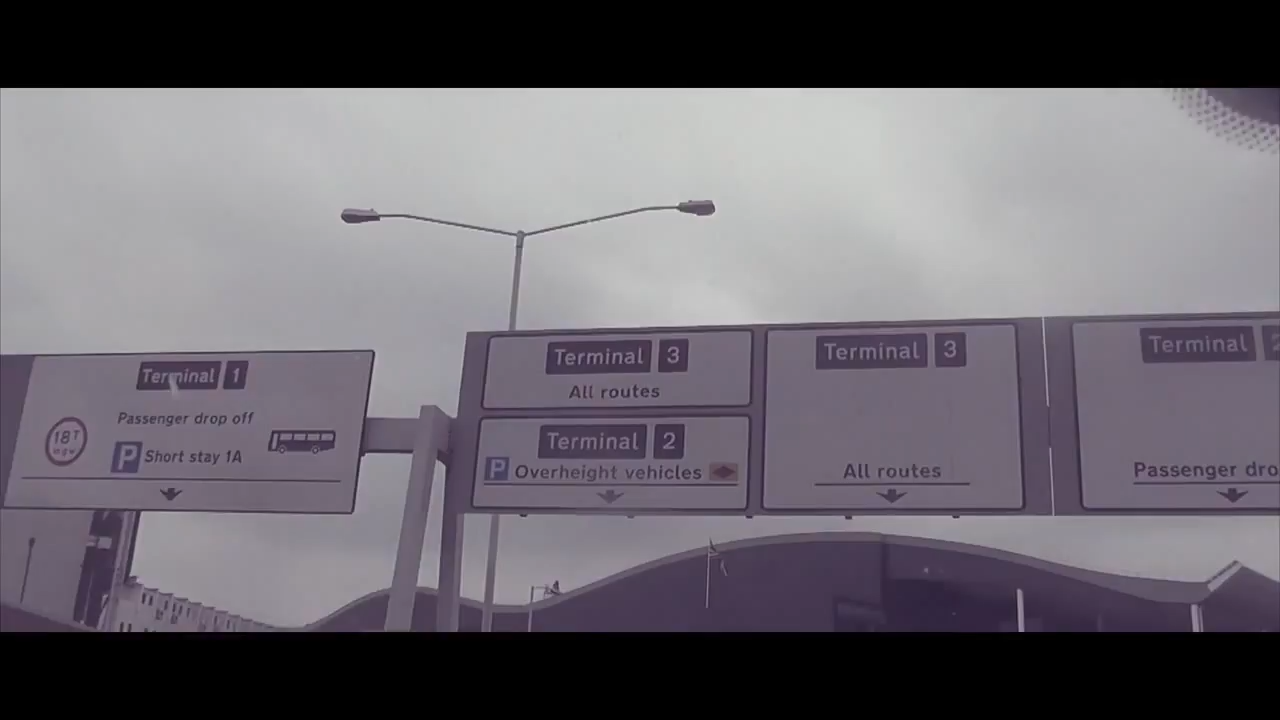 Terminal 1
Passenger drop off
18T
mgw
P Short stay 1A
Terminal 3
All routes
Terminal 2
P Overheight vehicles
Terminal 3
All routes
Terminal
Passenger dro